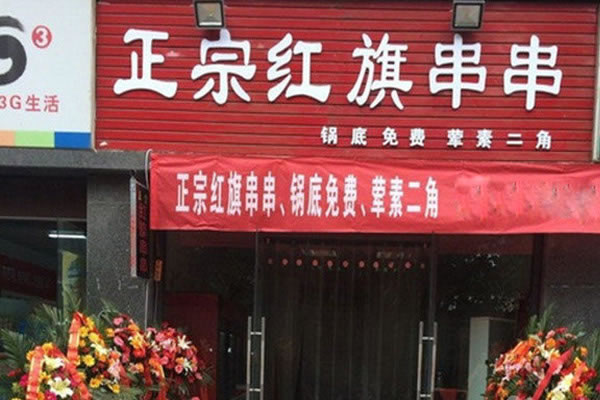 正宗红旗串串
锅底免费 荤素二角
3
3G生活
正宗红旗串串、锅底免费、荤素二角